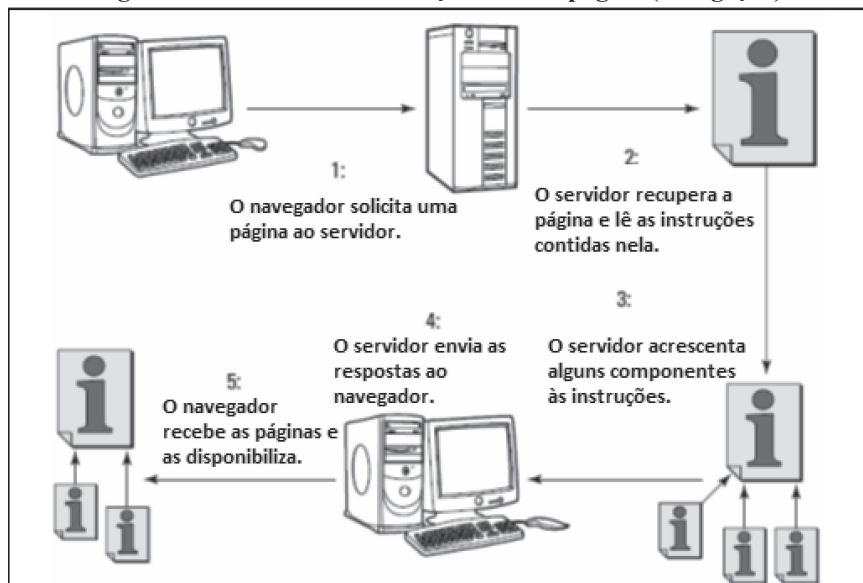 1:
O navegador solicita uma
página ao servidor.
2:
O servidor recupera a
página e lê as instruções
contidas nela.
3:
O servidor acrescenta
alguns componentes
às instruções.
4:
O servidor envia as
respostas ao
navegador.
5:
O navegador
recebe as páginas e
as disponibiliza.